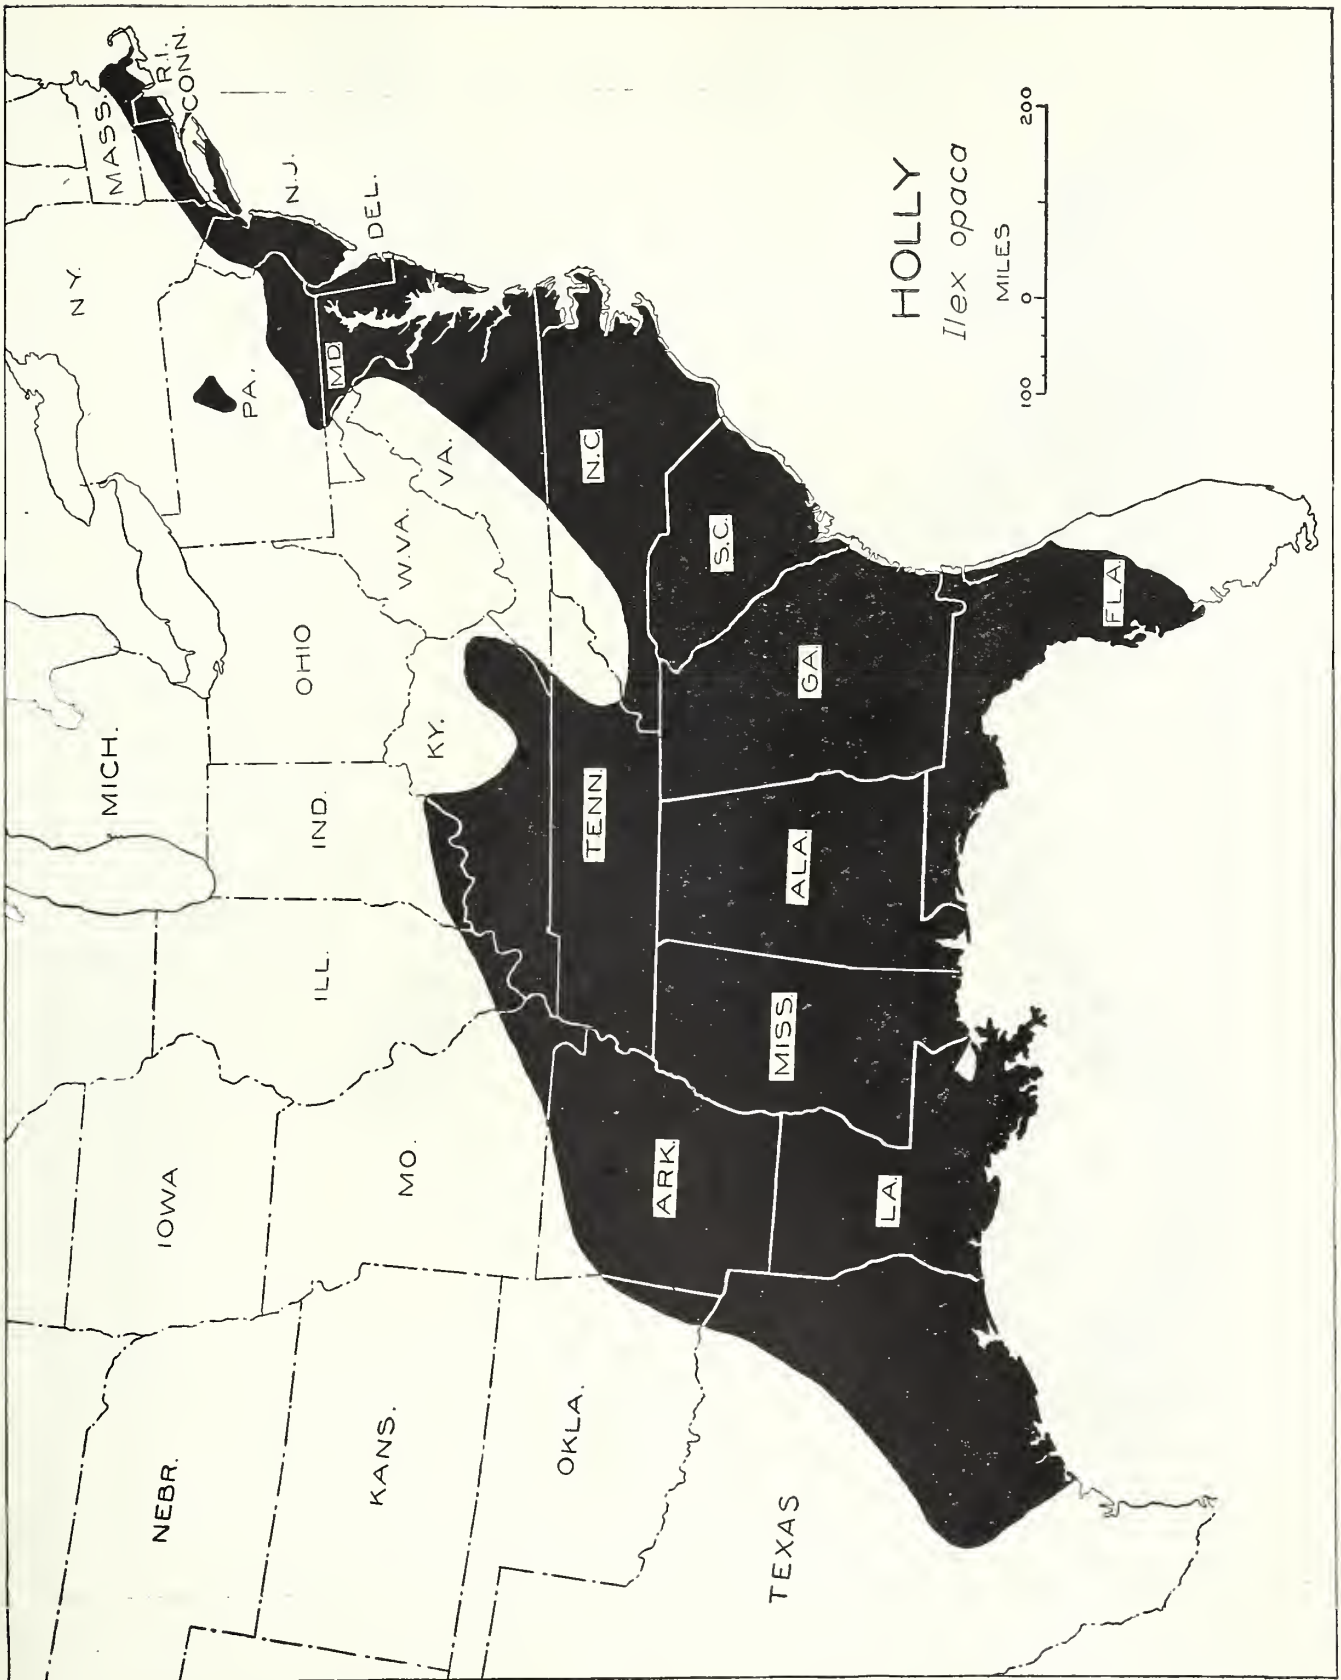 HOLLY
Ilex opaca
MILES
100 0 200
MASS.
R.I.
CONN.
N.Y.
N.J.
PA.
DEL.
MD.
MICH.
OHIO
W.VA.
VA.
IND.
ILL.
KY.
IOWA
MO.
TENN.
N.C.
S.C.
NEBR.
KANS.
OKLA.
ARK.
MISS.
ALA.
GA.
TEXAS
LA.
FLA.